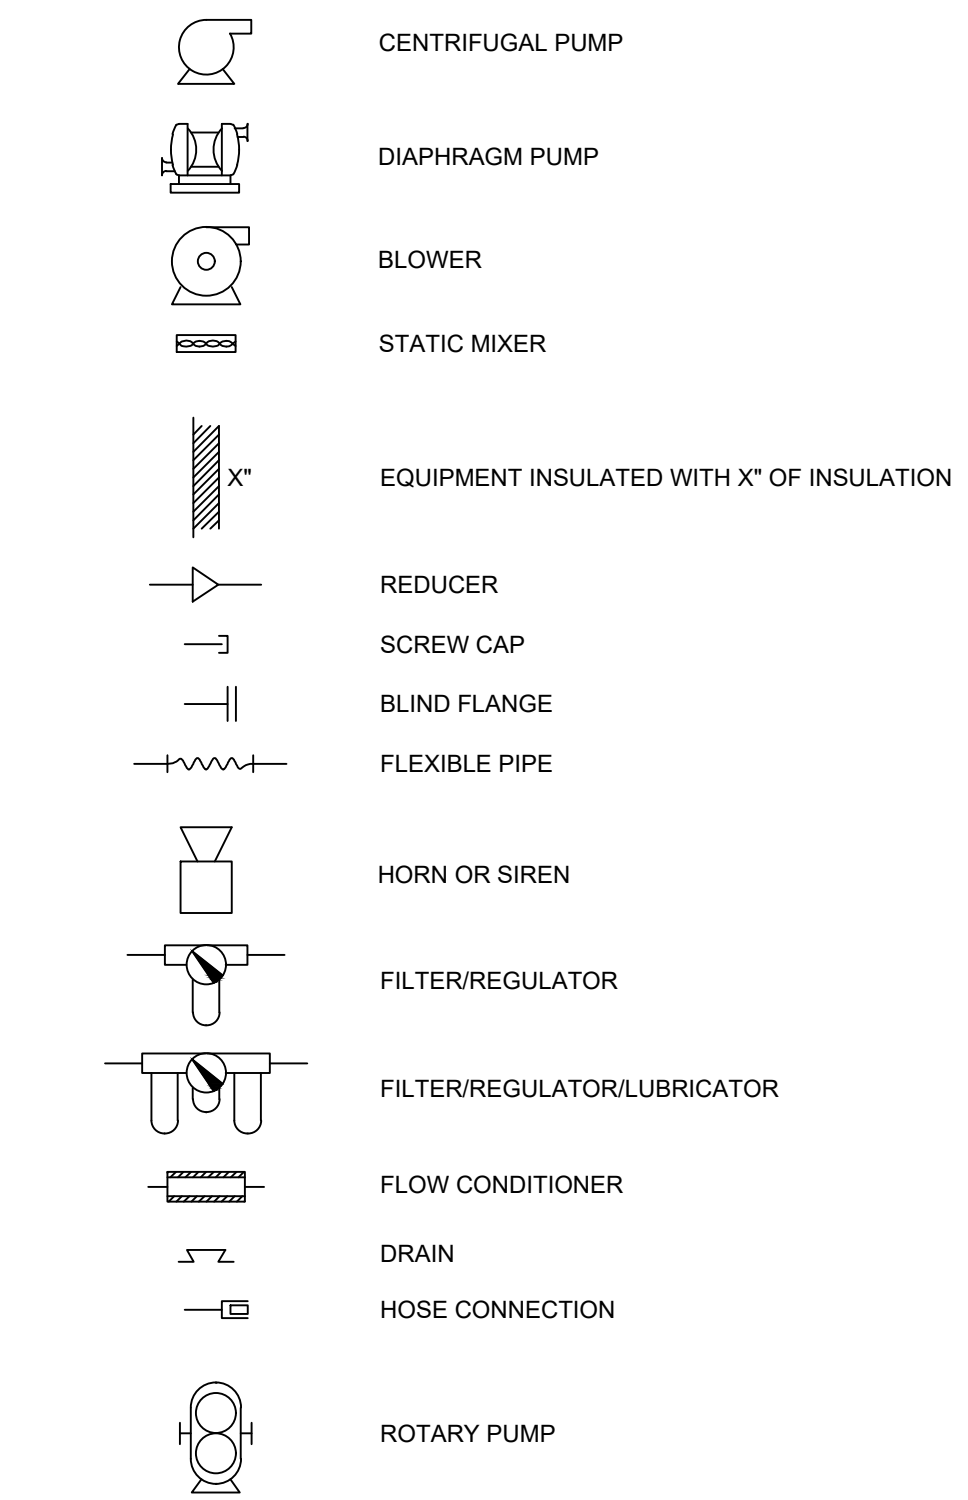 CENTRIFUGAL PUMP
DIAPHRAGM PUMP
BLOWER
STATIC MIXER
X" EQUIPMENT INSULATED WITH X" OF INSULATION
REDUCER
SCREW CAP
BLIND FLANGE
FLEXIBLE PIPE
HORN OR SIREN
FILTER/REGULATOR
FILTER/REGULATOR/LUBRICATOR
FLOW CONDITIONER
DRAIN
HOSE CONNECTION
ROTARY PUMP